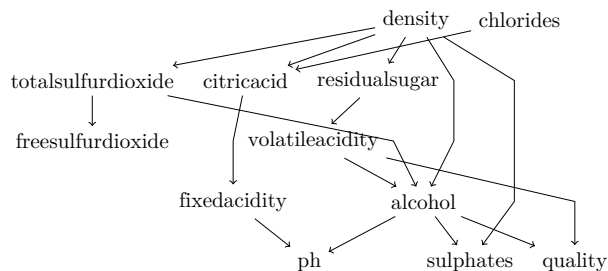 density chlorides
totalsulfurdioxide citricacid residualsugar
freesulfurdioxide volatileacidity
fixedacidity alcohol
ph sulphates quality